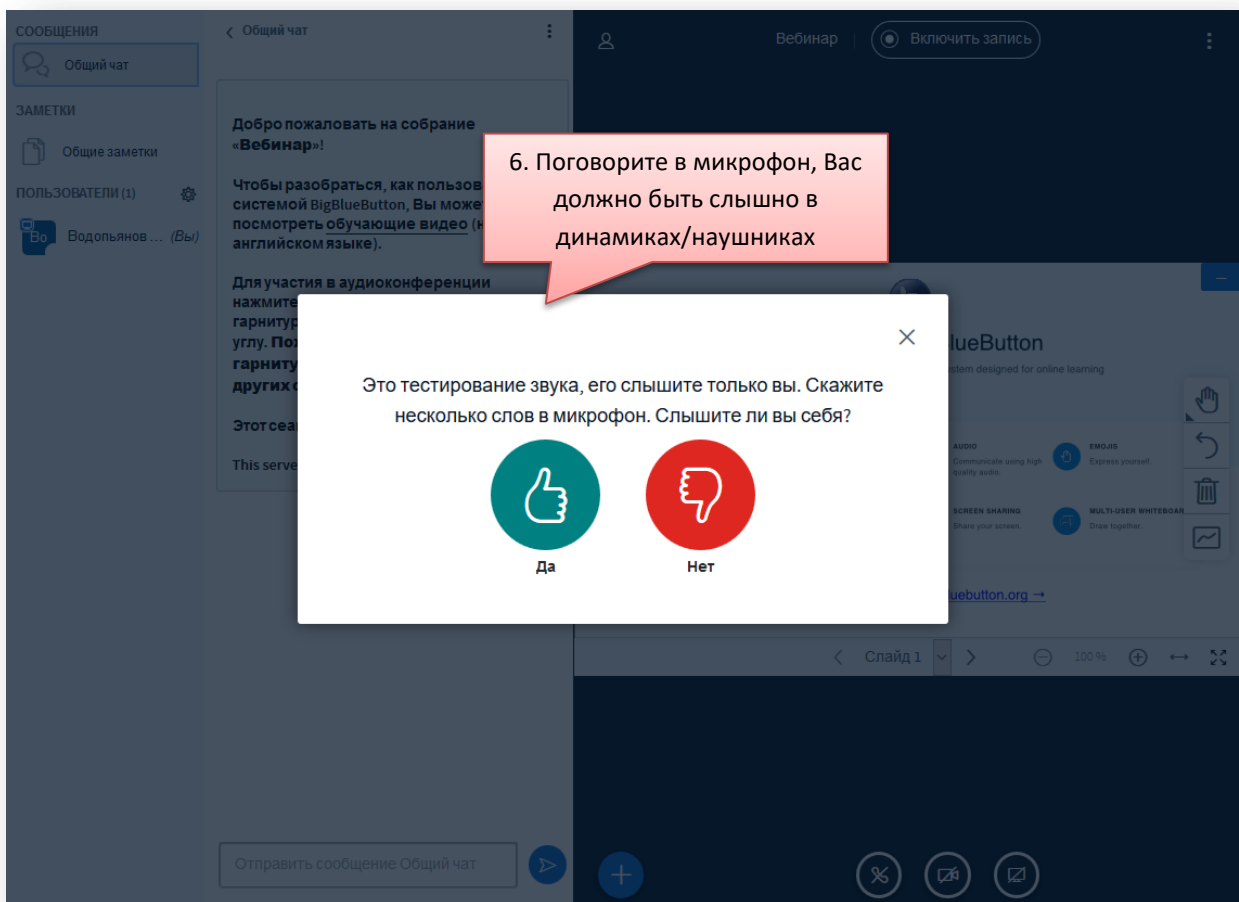 СООБЩЕНИЯ
Общий чат
ЗАМЕТКИ
Общие заметки
ПОЛЬЗОВАТЕЛИ (1)
Во Водопьянов ... (Вы)
Общий чат
Добро пожаловать на собрание
«Вебинар»!
Чтобы разобраться, как пользов
системой BigBlueButton, Вы може
посмотреть обучающие видео (н
английском языке).
Для участия в аудиоконференции
нажмите
гарнитур
углу. По
гарниту
других
Этот сеа
This serve
Отправить сообщение Общий чат
Вебинар
Включить запись
6. Поговорите в микрофон, Вас
должно быть слышно в
динамиках/наушниках
Это тестирование звука, его слышите только вы. Скажите
несколько слов в микрофон. Слышите ли вы себя?
Да
Нет
lueButton
stem designed for online learning
AUDIO
Communicate using high
quality audio.
EMOJIS
Express yourself.
SCREEN SHARING
Share your screen.
MULTI-USER WHITEBOAR
Draw together.
uebutton.org →
Слайд 1
100 %